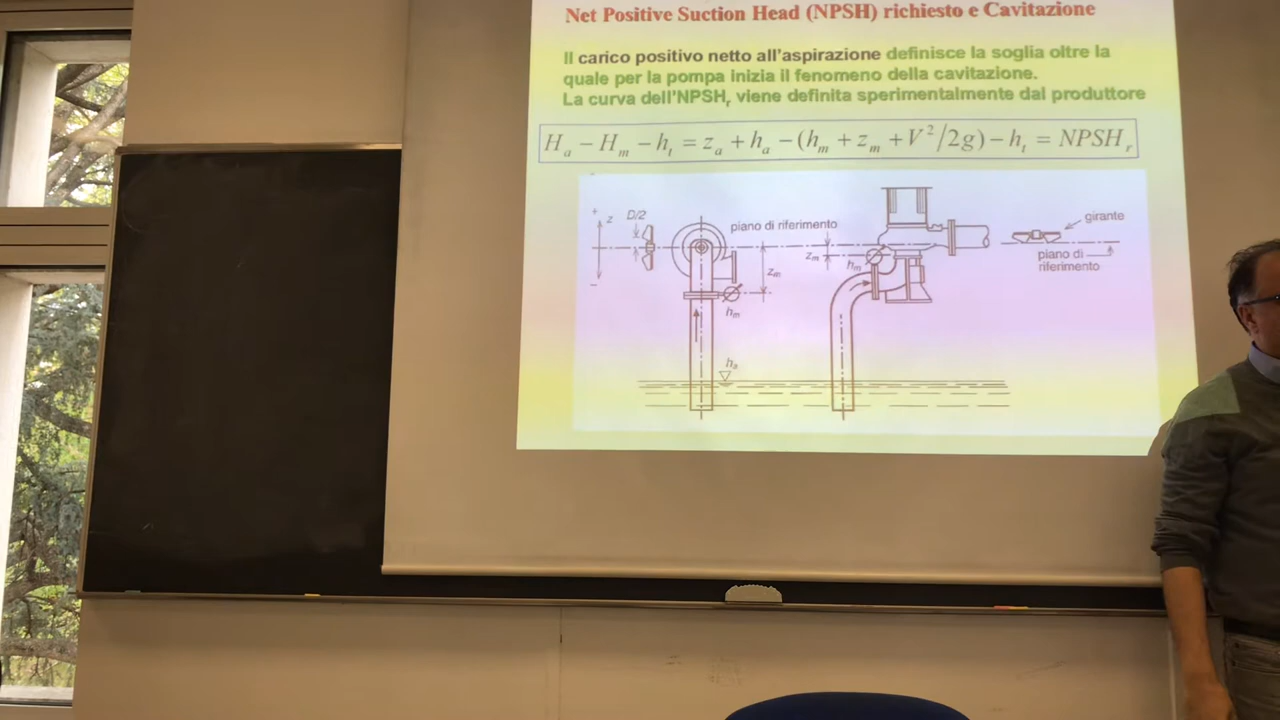 Net Positive Suction Head (NPSH) richiesto e Cavitazione
Il carico positivo netto all'aspirazione definisce la soglia oltre la
quale per la pompa inizia il fenomeno della cavitazione.
La curva dell'NPSHr viene definita sperimentalmente dal produttore
Ha − Hm − ht = za + ha − (hm + zm + V²/2g) − ht = NPSHr
+
z
−
D/2
piano di riferimento
zm
hm
ha
zm
hm
girante
piano di
riferimento